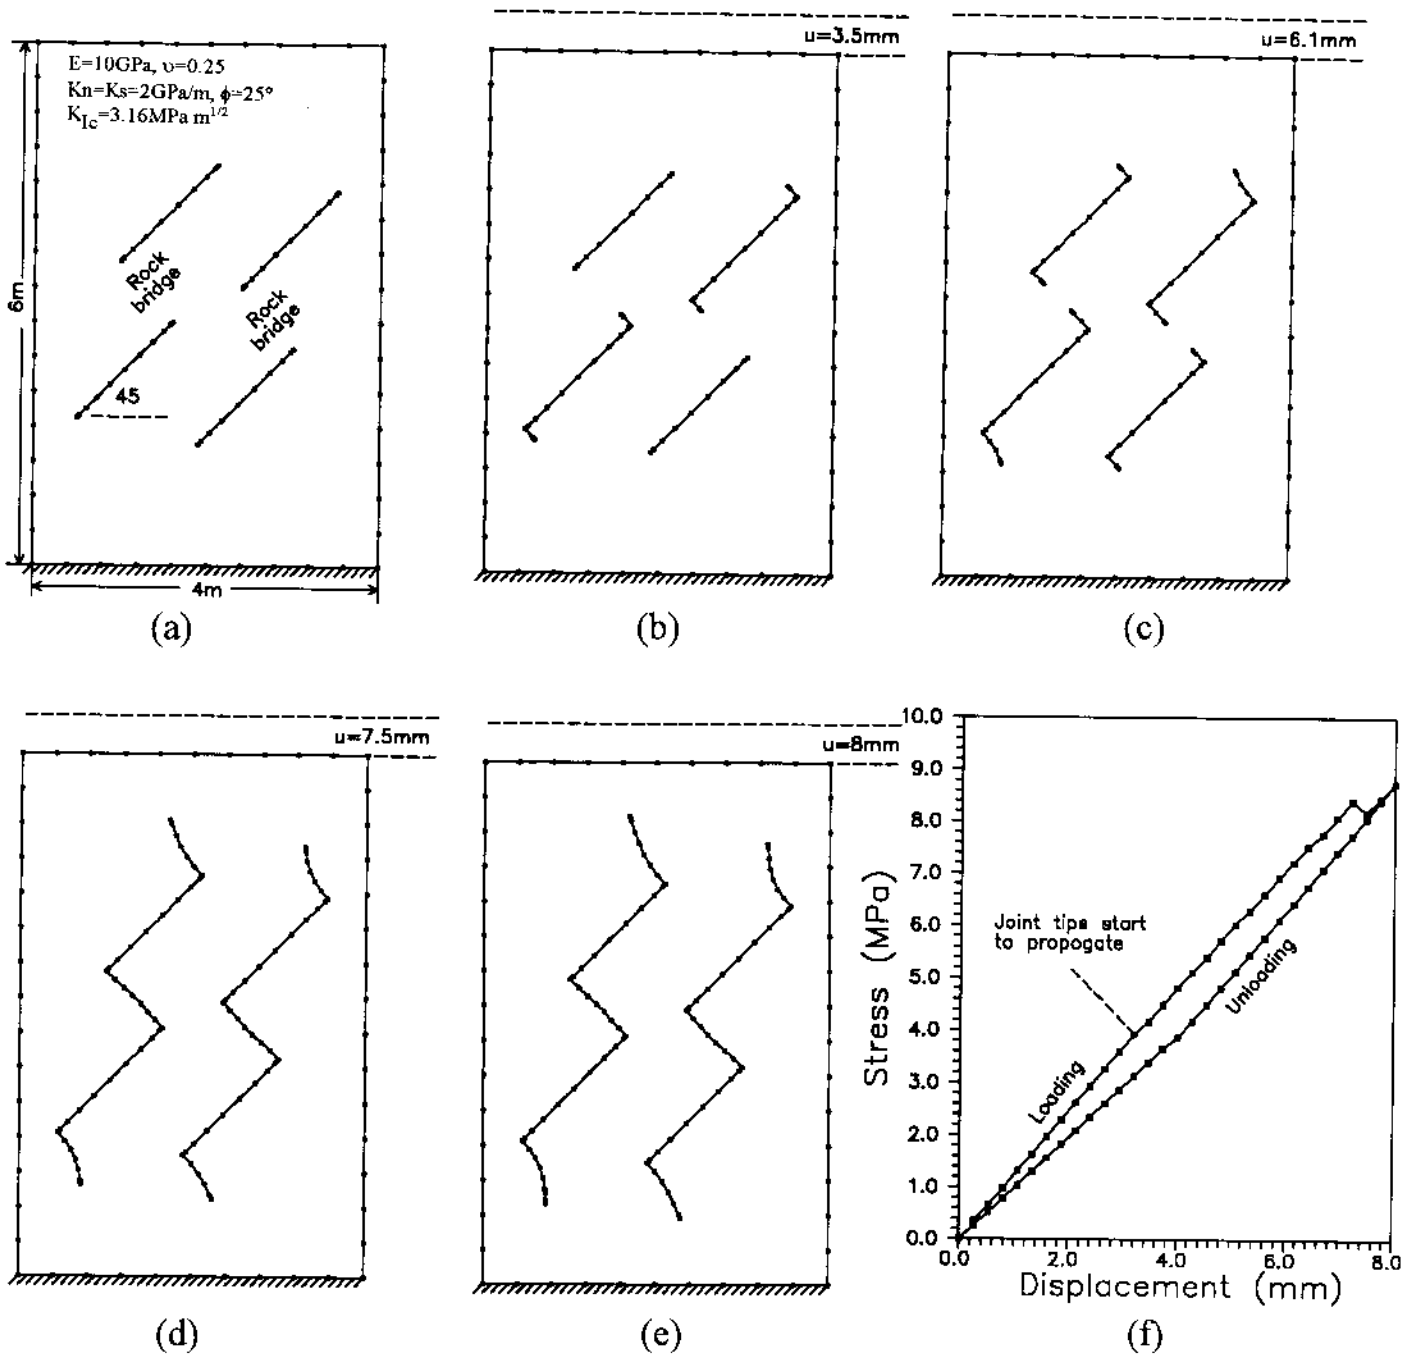 E=10GPa, υ=0.25
Kn=Ks=2GPa/m, ϕ=25°
K_Ic=3.16MPa m^1/2
Rock
bridge
Rock
bridge
45
6m
4m
(a)
u=3.5mm
(b)
u=6.1mm
(c)
u=7.5mm
(d)
u=8mm
(e)
10.0
9.0
8.0
7.0
6.0
5.0
4.0
3.0
2.0
1.0
0.0
Stress (MPa)
Joint tips start
to propogate
Loading
Unloading
0.0 2.0 4.0 6.0 8.0
Displacement (mm)
(f)